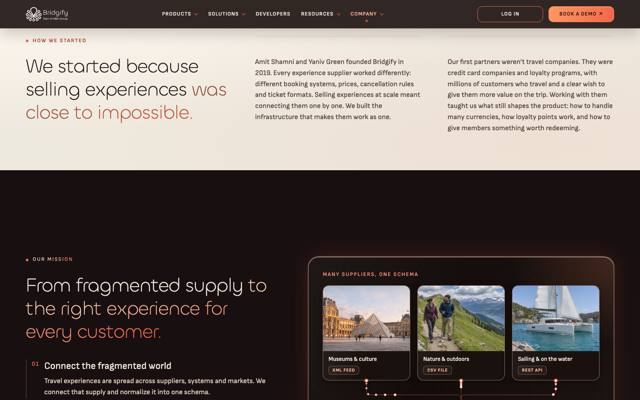 Bridgify
PRODUCTS
SOLUTIONS
DEVELOPERS
RESOURCES
COMPANY
LOG IN
BOOK A DEMO ↗
HOW WE STARTED
We started because
selling experiences was
close to impossible.
Amit Shamni and Yaniv Green founded Bridgify in
2019. Every experience supplier worked differently:
different booking systems, prices, cancellation rules
and ticket formats. Selling experiences at scale meant
connecting them one by one. We built the
infrastructure that makes them work as one.
Our first partners weren't travel companies. They were
credit card companies and loyalty programs, with
millions of customers who travel and a clear wish to
give them more value on the trip. Working with them
taught us what still shapes the product: how to handle
many currencies, how loyalty points work, and how to
give members something worth redeeming.
OUR MISSION
From fragmented supply to
the right experience for
every customer.
01 Connect the fragmented world
Travel experiences are spread across suppliers, systems and markets. We
connect that supply and normalize it into one schema.
MANY SUPPLIERS, ONE SCHEMA
Museums & culture
XML FEED
Nature & outdoors
CSV FILE
Sailing & on the water
REST API